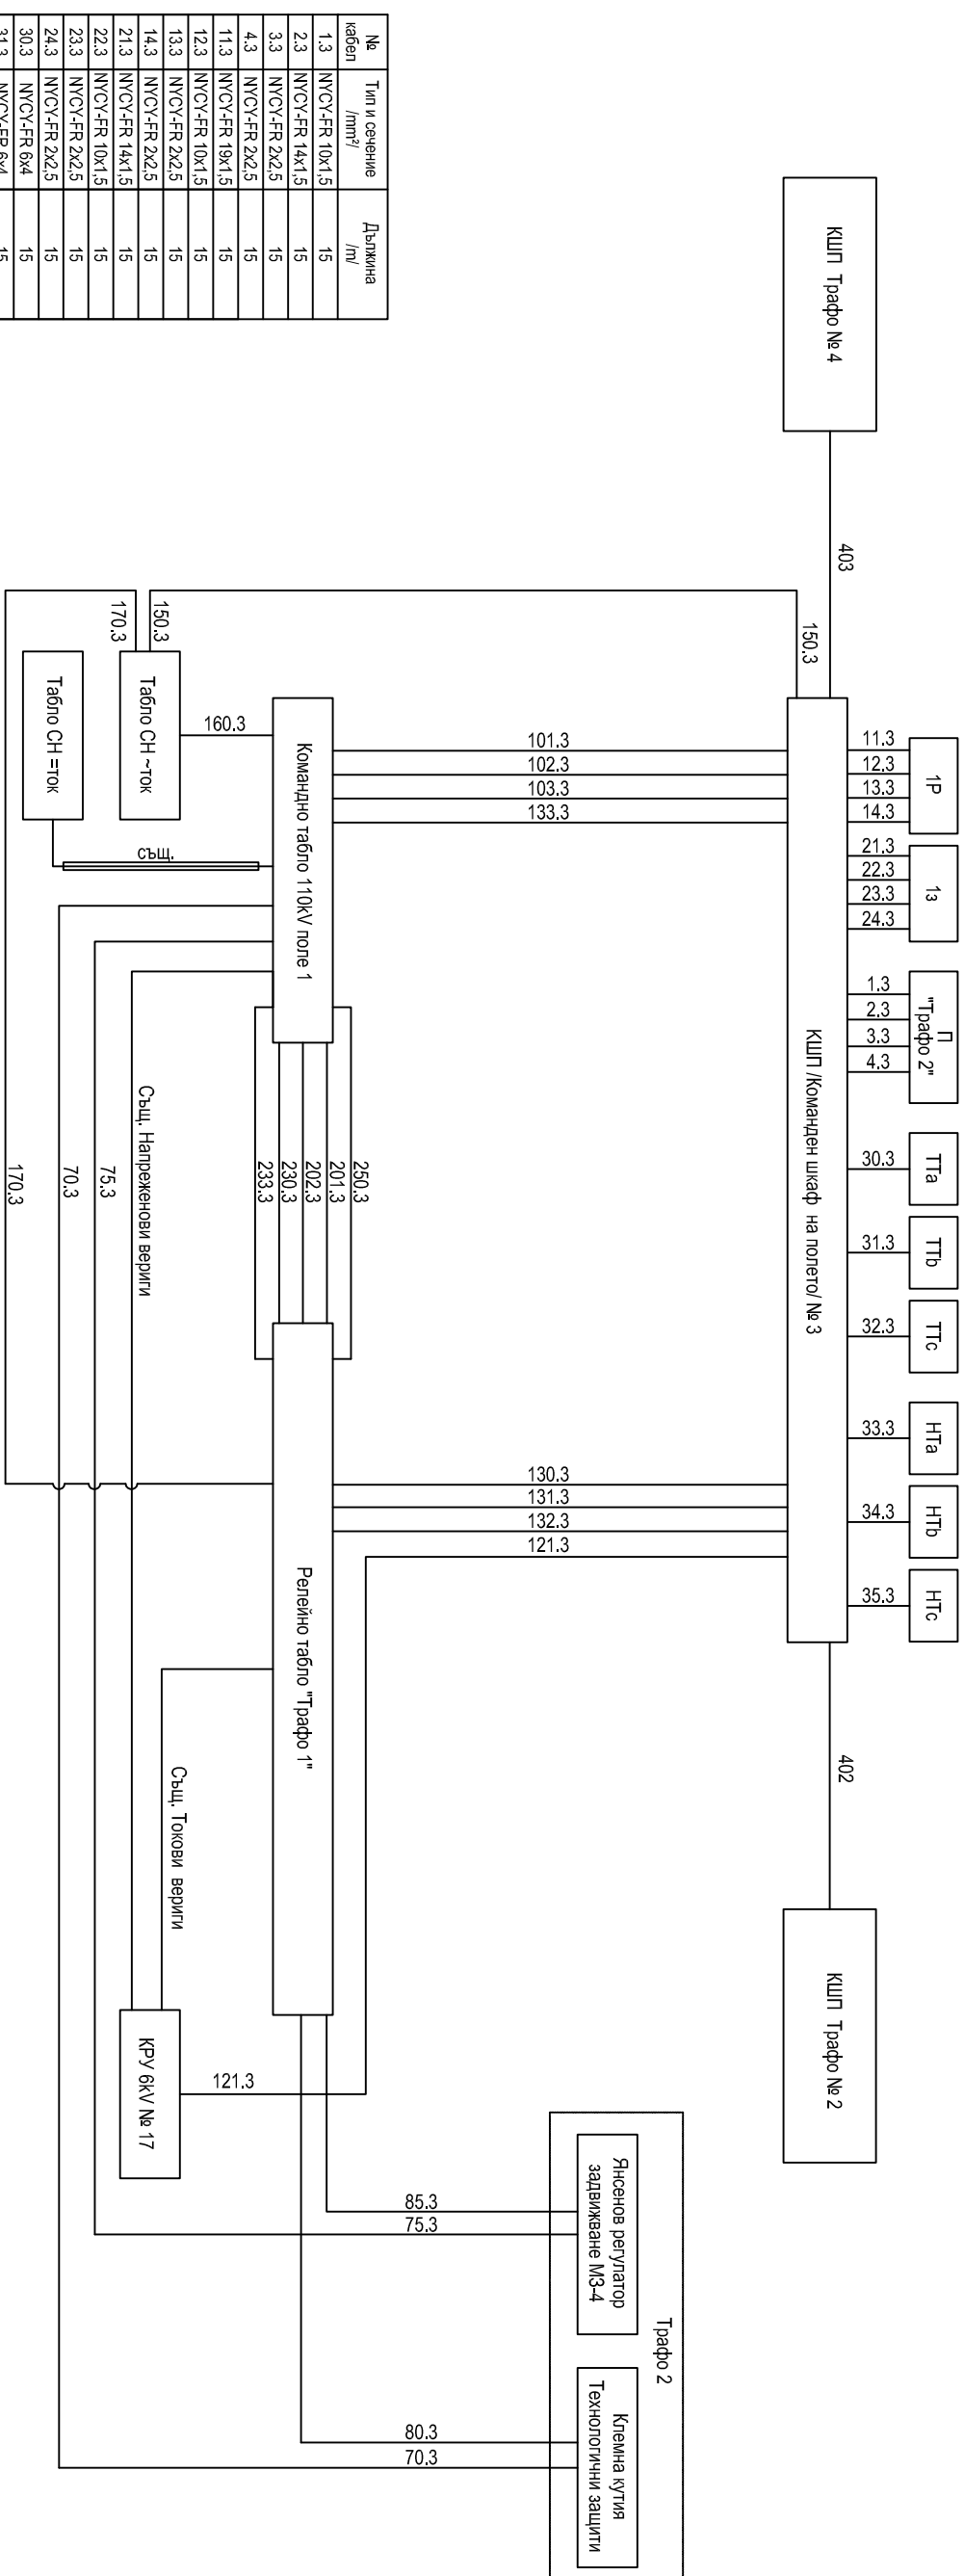 КШП Трафо № 4
403
150.3
11.3
12.3
13.3
14.3
1Р
21.3
22.3
23.3
24.3
1з
1.3
2.3
3.3
4.3
П
"Трафо 2"
30.3
ТТа
31.3
ТТb
32.3
ТТс
33.3
НТа
34.3
НТb
35.3
НТс
КШП /Команден шкаф на полето/ № 3
402
КШП Трафо № 2
101.3
102.3
103.3
133.3
130.3
131.3
132.3
121.3
Трафо 2
Янсенов регулатор
задвижване МЗ-4
Клемна кутия
Технологични защити
85.3
75.3
80.3
70.3
Командно табло 110kV поле 1
250.3
201.3
202.3
230.3
233.3
Релейно табло "Трафо 1"
160.3
150.3
170.3
Табло СН ~ток
Табло СН =ток
същ.
Същ. Напреженови вериги
75.3
70.3
170.3
Същ. Токови вериги
121.3
КРУ 6kV № 17
№
кабел
Тип и сечение
/mm²/
Дължина
/m/
1.3 NYCY-FR 10x1,5 15
2.3 NYCY-FR 14x1,5 15
3.3 NYCY-FR 2x2,5 15
4.3 NYCY-FR 2x2,5 15
11.3 NYCY-FR 19x1,5 15
12.3 NYCY-FR 10x1,5 15
13.3 NYCY-FR 2x2,5 15
14.3 NYCY-FR 2x2,5 15
21.3 NYCY-FR 14x1,5 15
22.3 NYCY-FR 10x1,5 15
23.3 NYCY-FR 2x2,5 15
24.3 NYCY-FR 2x2,5 15
30.3 NYCY-FR 6x4 15
31.3 NYCY-FR 6x4 15